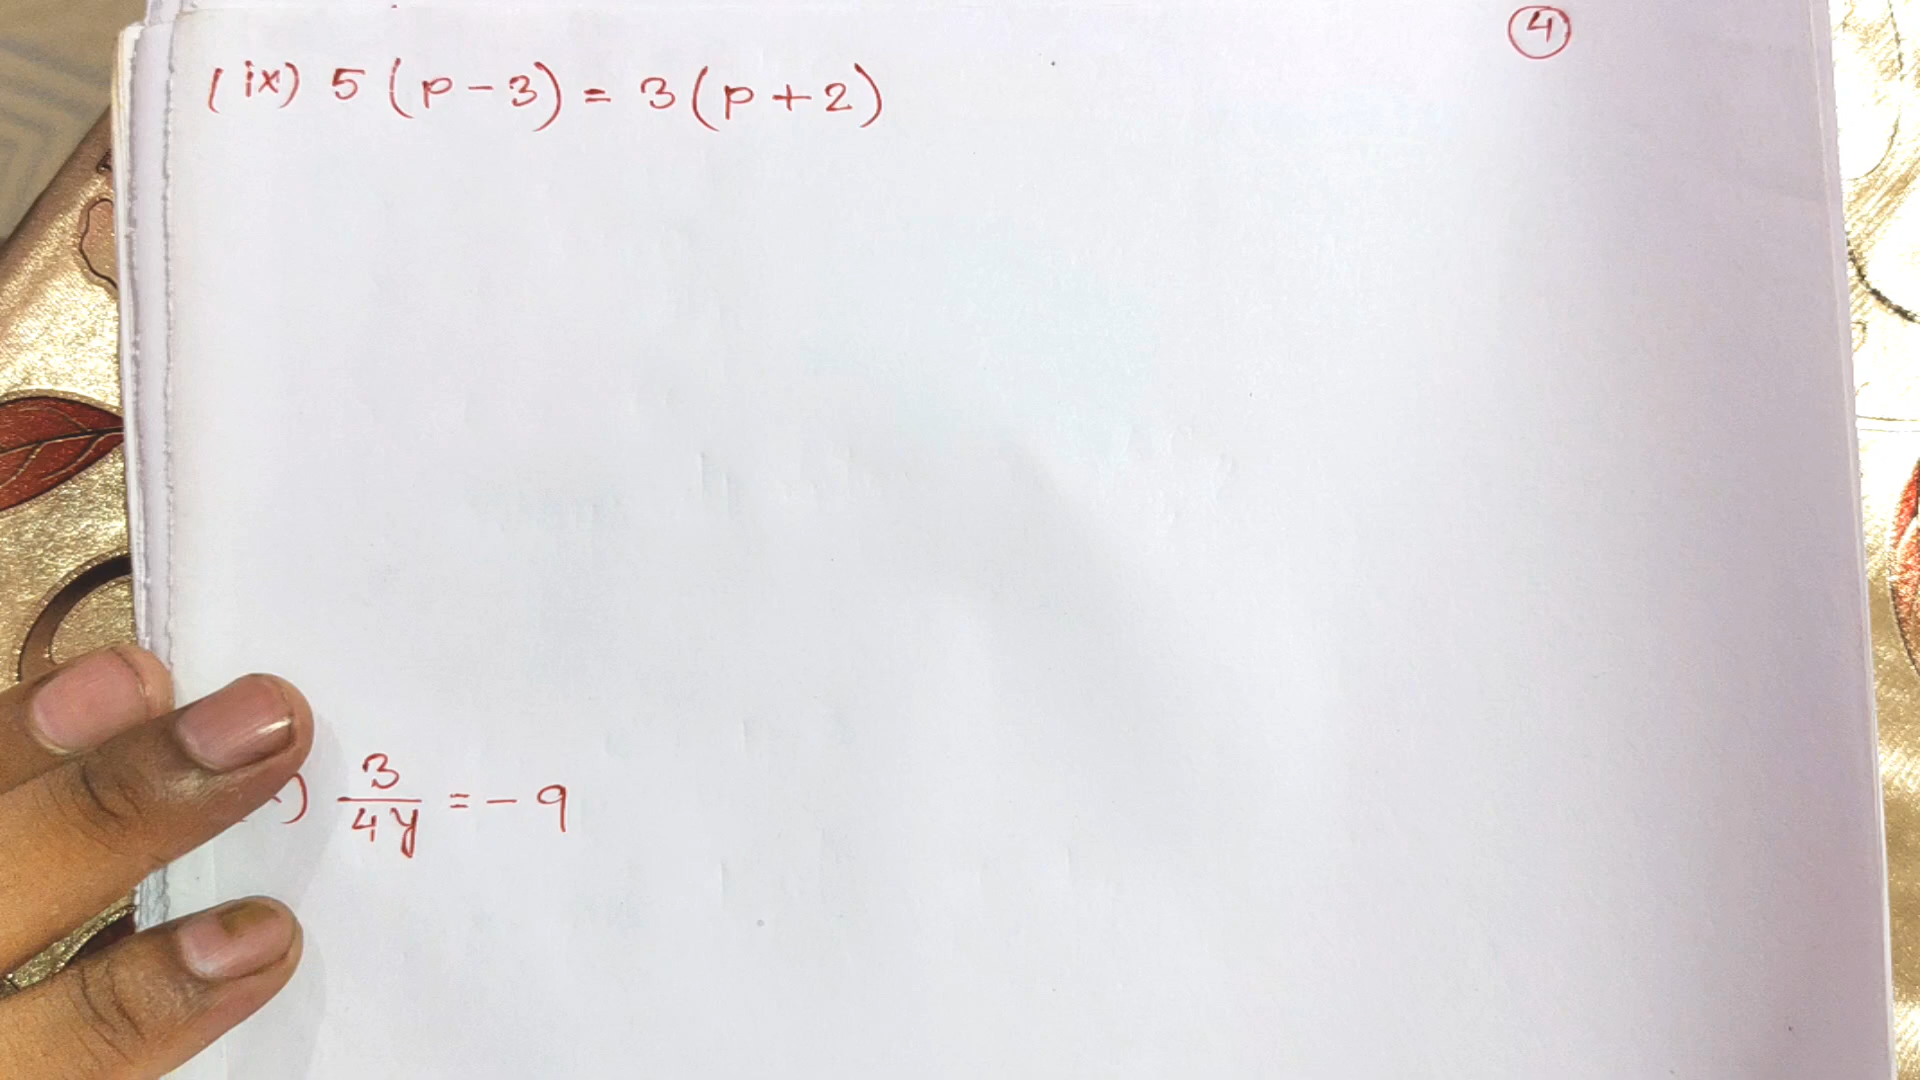 4
(ix) 5(p-3) = 3(p+2)
) 3/4y = -9